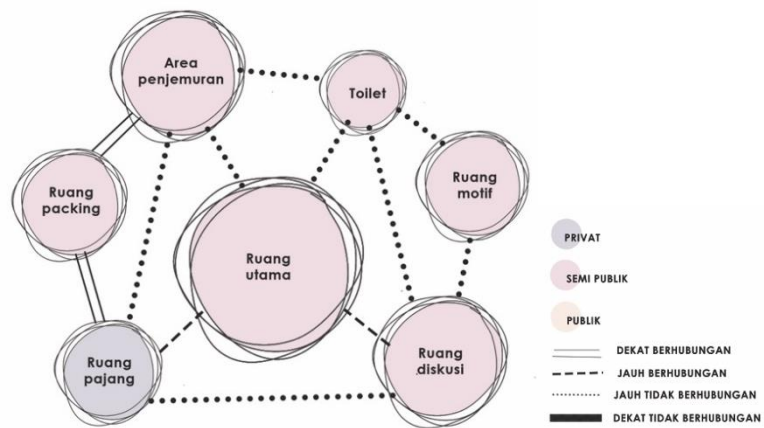 Area
penjemuran
Toilet
Ruang
motif
Ruang
packing
Ruang
utama
Ruang
pajang
Ruang
diskusi
PRIVAT
SEMI PUBLIK
PUBLIK
DEKAT BERHUBUNGAN
JAUH BERHUBUNGAN
JAUH TIDAK BERHUBUNGAN
DEKAT TIDAK BERHUBUNGAN